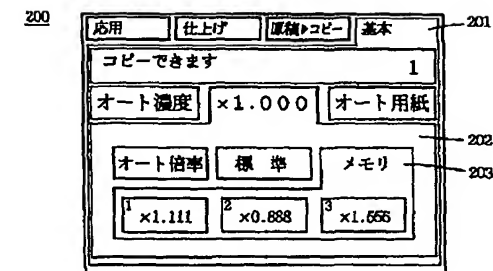 200
応用 仕上げ 原稿▶コピー 基本 201
コピーできます 1
オート濃度 ×1.000 オート用紙
202
オート倍率 標準 メモリ 203
1 ×1.111 2 ×0.888 3